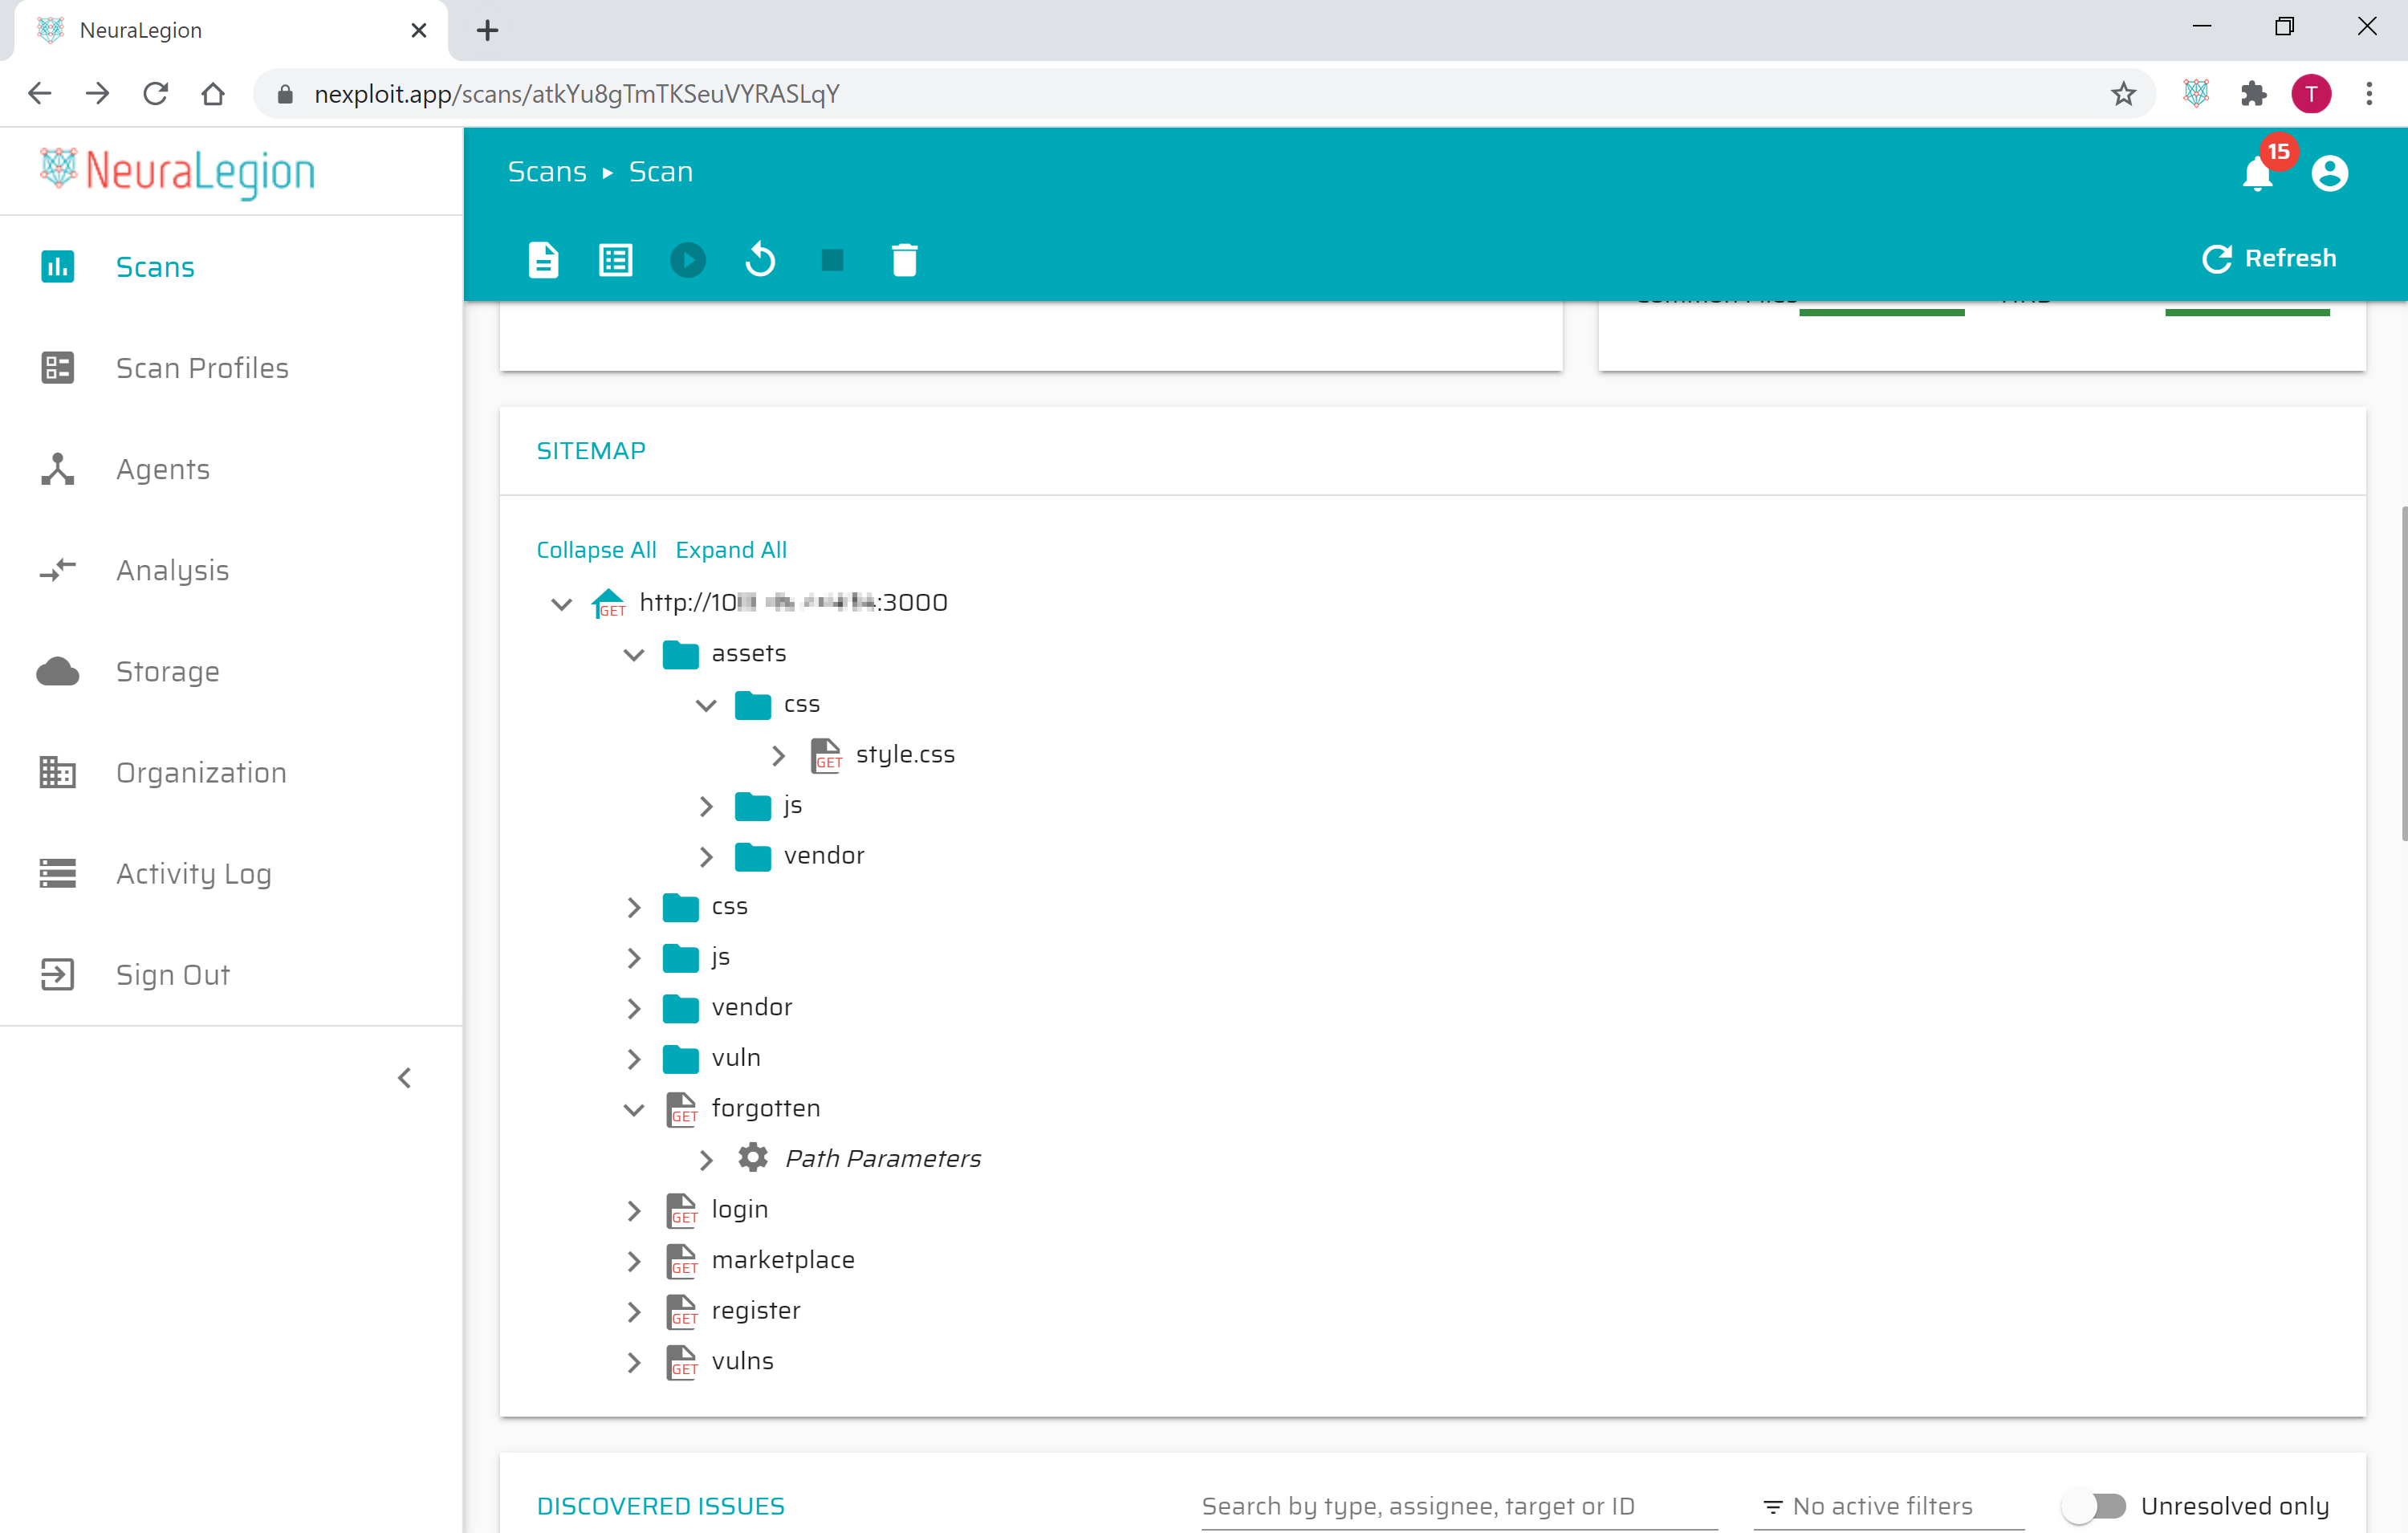 NeuraLegion
nexploit.app/scans/atkYu8gTmTKSeuVYRASLqY
T
NeuraLegion
Scans
Scan Profiles
Agents
Analysis
Storage
Organization
Activity Log
Sign Out
Scans ▸ Scan
15
Refresh
SITEMAP
Collapse All Expand All
GET http://10 :3000
assets
css
GET style.css
js
vendor
css
js
vendor
vuln
GET forgotten
Path Parameters
GET login
GET marketplace
GET register
GET vulns
DISCOVERED ISSUES
Search by type, assignee, target or ID
No active filters
Unresolved only